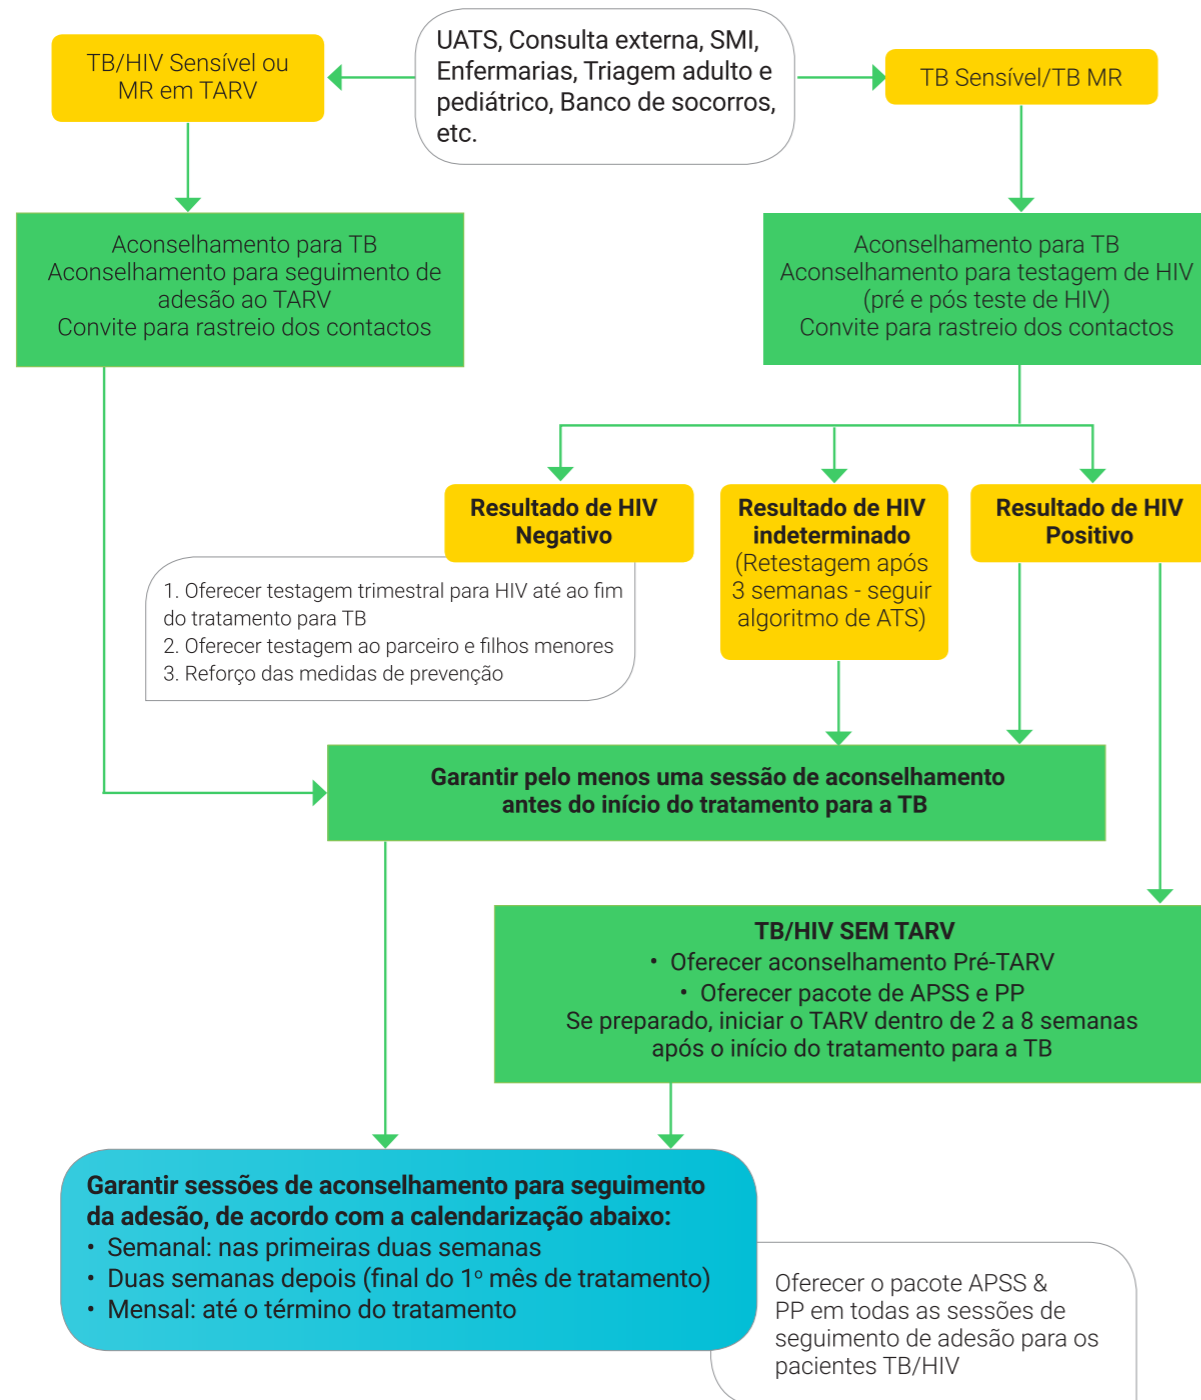 UATS, Consulta externa, SMI,
Enfermarias, Triagem adulto e
pediátrico, Banco de socorros,
etc.
TB/HIV Sensível ou
MR em TARV
TB Sensível/TB MR
Aconselhamento para TB
Aconselhamento para seguimento de
adesão ao TARV
Convite para rastreio dos contactos
Aconselhamento para TB
Aconselhamento para testagem de HIV
(pré e pós teste de HIV)
Convite para rastreio dos contactos
Resultado de HIV
Negativo
Resultado de HIV
indeterminado
(Retestagem após
3 semanas - seguir
algoritmo de ATS)
Resultado de HIV
Positivo
1. Oferecer testagem trimestral para HIV até ao fim
do tratamento para TB
2. Oferecer testagem ao parceiro e filhos menores
3. Reforço das medidas de prevenção
Garantir pelo menos uma sessão de aconselhamento
antes do início do tratamento para a TB
TB/HIV SEM TARV
• Oferecer aconselhamento Pré-TARV
• Oferecer pacote de APSS e PP
Se preparado, iniciar o TARV dentro de 2 a 8 semanas
após o início do tratamento para a TB
Garantir sessões de aconselhamento para seguimento
da adesão, de acordo com a calendarização abaixo:
• Semanal: nas primeiras duas semanas
• Duas semanas depois (final do 1º mês de tratamento)
• Mensal: até o término do tratamento
Oferecer o pacote APSS &
PP em todas as sessões de
seguimento de adesão para os
pacientes TB/HIV